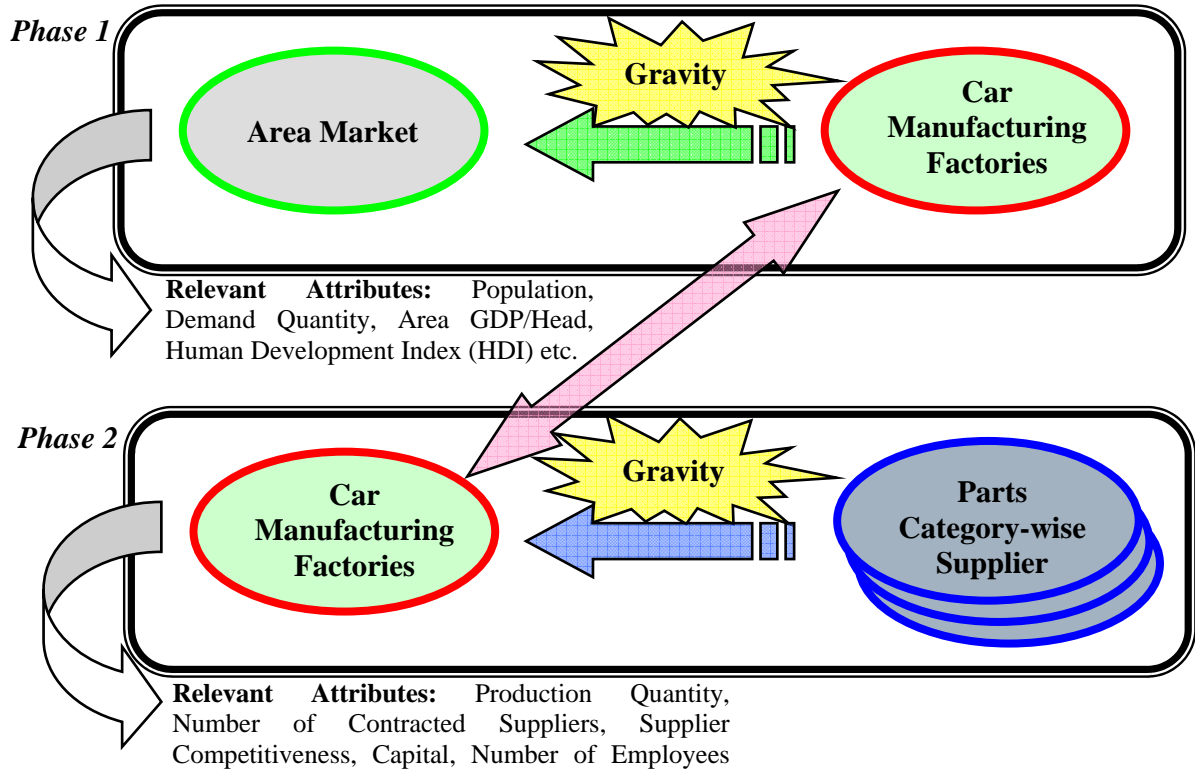 Phase 1
Area Market
Gravity
Car
Manufacturing
Factories
Relevant Attributes: Population,
Demand Quantity, Area GDP/Head,
Human Development Index (HDI) etc.
Phase 2
Car
Manufacturing
Factories
Gravity
Parts
Category-wise
Supplier
Relevant Attributes: Production Quantity,
Number of Contracted Suppliers, Supplier
Competitiveness, Capital, Number of Employees